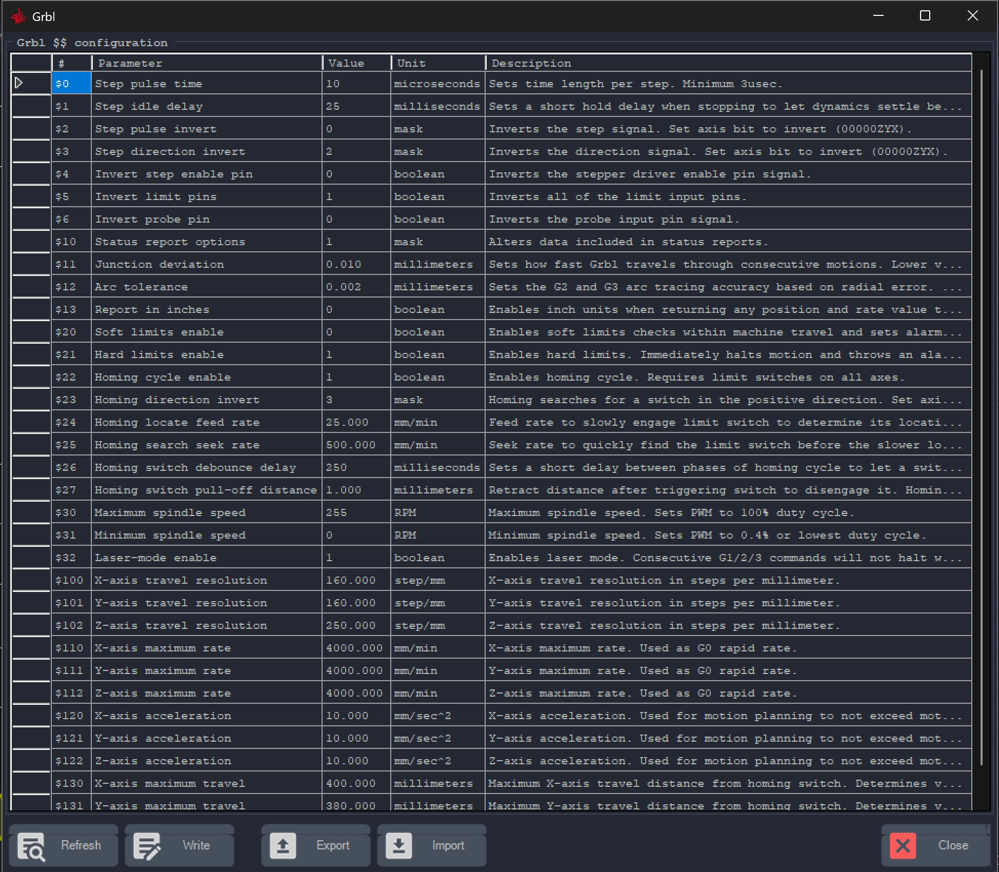 Grbl
Grbl $$ configuration
# Parameter Value Unit Description
$0 Step pulse time 10 microseconds Sets time length per step. Minimum 3usec.
$1 Step idle delay 25 milliseconds Sets a short hold delay when stopping to let dynamics settle be...
$2 Step pulse invert 0 mask Inverts the step signal. Set axis bit to invert (00000ZYX).
$3 Step direction invert 2 mask Inverts the direction signal. Set axis bit to invert (00000ZYX).
$4 Invert step enable pin 0 boolean Inverts the stepper driver enable pin signal.
$5 Invert limit pins 1 boolean Inverts all of the limit input pins.
$6 Invert probe pin 0 boolean Inverts the probe input pin signal.
$10 Status report options 1 mask Alters data included in status reports.
$11 Junction deviation 0.010 millimeters Sets how fast Grbl travels through consecutive motions. Lower v...
$12 Arc tolerance 0.002 millimeters Sets the G2 and G3 arc tracing accuracy based on radial error. ...
$13 Report in inches 0 boolean Enables inch units when returning any position and rate value t...
$20 Soft limits enable 0 boolean Enables soft limits checks within machine travel and sets alarm...
$21 Hard limits enable 1 boolean Enables hard limits. Immediately halts motion and throws an ala...
$22 Homing cycle enable 1 boolean Enables homing cycle. Requires limit switches on all axes.
$23 Homing direction invert 3 mask Homing searches for a switch in the positive direction. Set axi...
$24 Homing locate feed rate 25.000 mm/min Feed rate to slowly engage limit switch to determine its locati...
$25 Homing search seek rate 500.000 mm/min Seek rate to quickly find the limit switch before the slower lo...
$26 Homing switch debounce delay 250 milliseconds Sets a short delay between phases of homing cycle to let a swit...
$27 Homing switch pull-off distance 1.000 millimeters Retract distance after triggering switch to disengage it. Homin...
$30 Maximum spindle speed 255 RPM Maximum spindle speed. Sets PWM to 100% duty cycle.
$31 Minimum spindle speed 0 RPM Minimum spindle speed. Sets PWM to 0.4% or lowest duty cycle.
$32 Laser-mode enable 1 boolean Enables laser mode. Consecutive G1/2/3 commands will not halt w...
$100 X-axis travel resolution 160.000 step/mm X-axis travel resolution in steps per millimeter.
$101 Y-axis travel resolution 160.000 step/mm Y-axis travel resolution in steps per millimeter.
$102 Z-axis travel resolution 250.000 step/mm Z-axis travel resolution in steps per millimeter.
$110 X-axis maximum rate 4000.000 mm/min X-axis maximum rate. Used as G0 rapid rate.
$111 Y-axis maximum rate 4000.000 mm/min Y-axis maximum rate. Used as G0 rapid rate.
$112 Z-axis maximum rate 4000.000 mm/min Z-axis maximum rate. Used as G0 rapid rate.
$120 X-axis acceleration 10.000 mm/sec^2 X-axis acceleration. Used for motion planning to not exceed mot...
$121 Y-axis acceleration 10.000 mm/sec^2 Y-axis acceleration. Used for motion planning to not exceed mot...
$122 Z-axis acceleration 10.000 mm/sec^2 Z-axis acceleration. Used for motion planning to not exceed mot...
$130 X-axis maximum travel 400.000 millimeters Maximum X-axis travel distance from homing switch. Determines v...
$131 Y-axis maximum travel 380.000 millimeters Maximum Y-axis travel distance from homing switch. Determines v...
Refresh Write Export Import Close